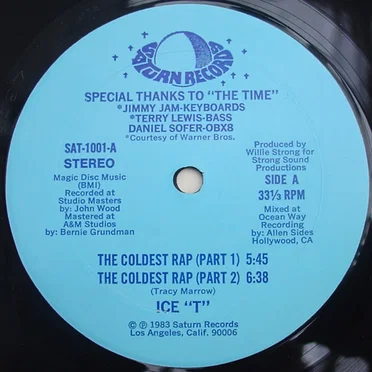 SATURN RECORDS
SPECIAL THANKS TO "THE TIME"
*JIMMY JAM-KEYBOARDS
*TERRY LEWIS-BASS
DANIEL SOFER-OBX8
*Courtesy of Warner Bros.
SAT-1001-A
STEREO
Magic Disc Music
(BMI)
Recorded at
Studio Masters
by: John Wood
Mastered at
A&M Studios
by: Bernie Grundman
Produced by
Willie Strong for
Strong Sound
Productions
SIDE A
33⅓ RPM
Mixed at
Ocean Way
Recording
by: Allen Sides
Hollywood, CA
THE COLDEST RAP (PART 1) 5:45
THE COLDEST RAP (PART 2) 6:38
(Tracy Marrow)
ICE "T"
© ℗ 1983 Saturn Records
Los Angeles, Calif. 90006